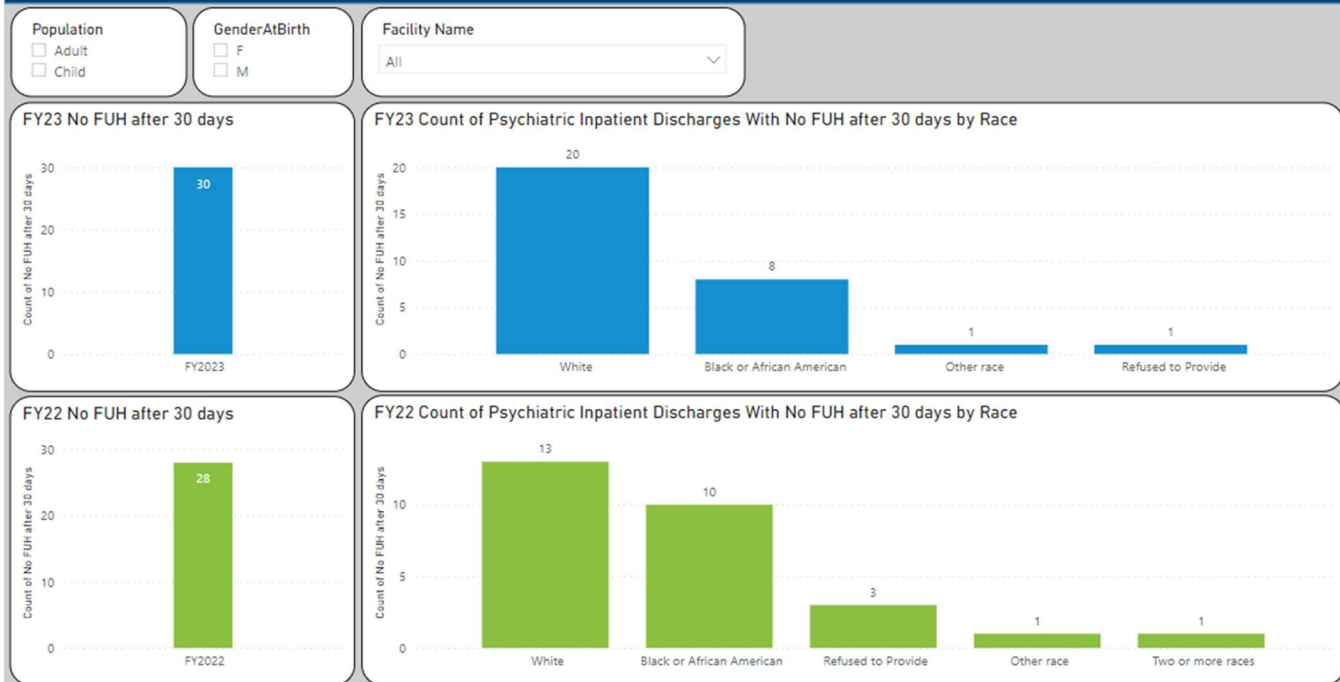 Population
Adult
Child
GenderAtBirth
F
M
Facility Name
All
FY23 No FUH after 30 days
Count of No FUH after 30 days
30
20
10
0
30
FY2023
FY23 Count of Psychiatric Inpatient Discharges With No FUH after 30 days by Race
Count of No FUH after 30 days
20
15
10
5
0
20
8
1
1
White
Black or African American
Other race
Refused to Provide
FY22 No FUH after 30 days
Count of No FUH after 30 days
30
20
10
0
28
FY2022
FY22 Count of Psychiatric Inpatient Discharges With No FUH after 30 days by Race
Count of No FUH after 30 days
10
5
0
13
10
3
1
1
White
Black or African American
Refused to Provide
Other race
Two or more races